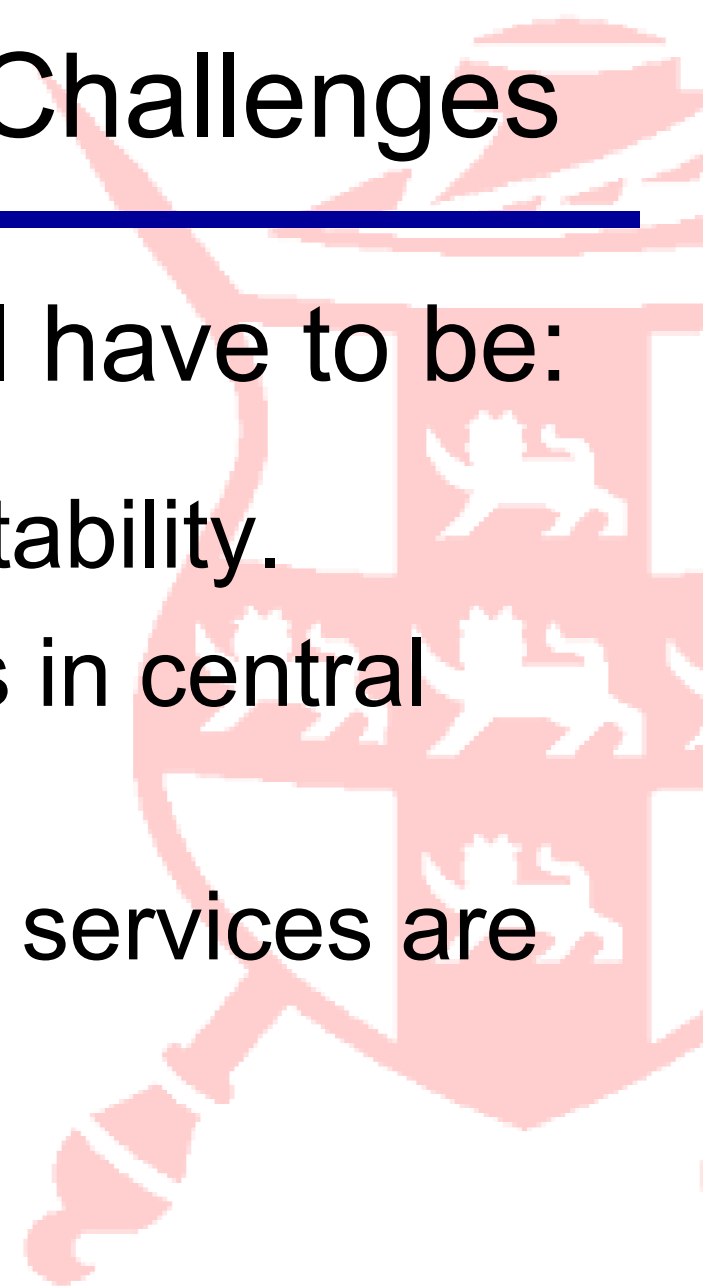 Challenges
have to be:
tability.
s in central
services are